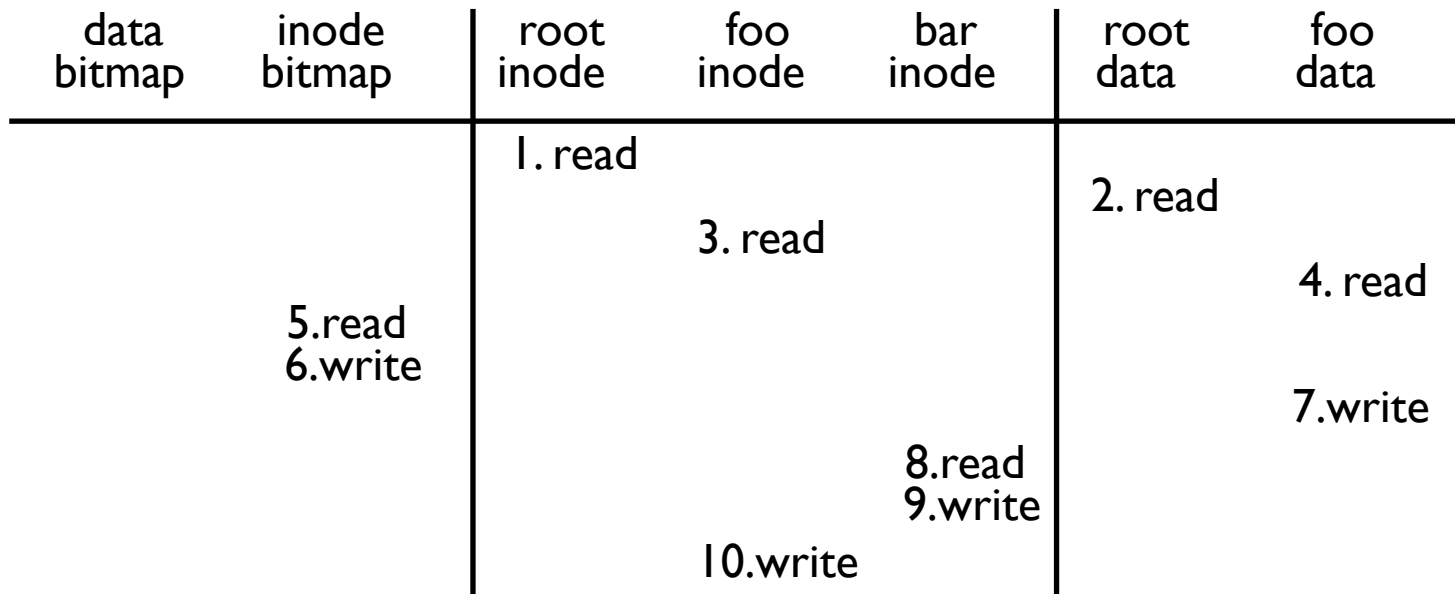 data inode root foo bar root foo
bitmap bitmap inode inode inode data data
1. read
2. read
3. read
4. read
5.read
6.write
7.write
8.read
9.write
10.write